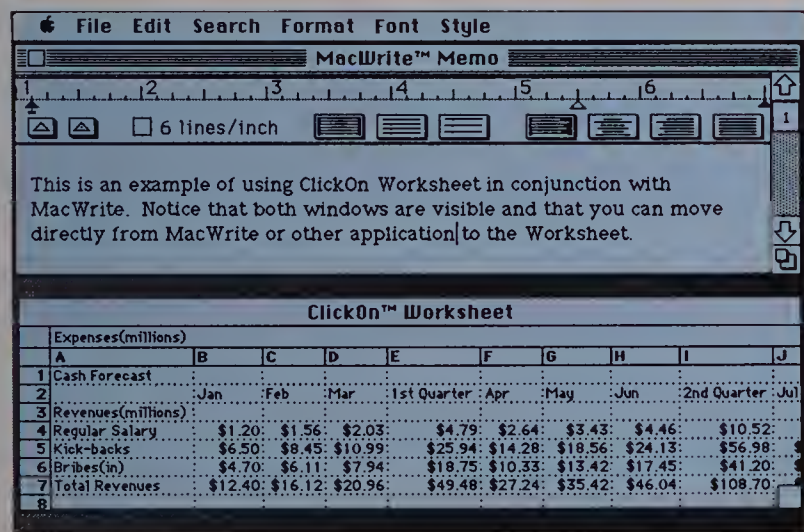 File Edit Search Format Font Style
MacWrite™ Memo
1 2 3 4 5 6
6 lines/inch
1
This is an example of using ClickOn Worksheet in conjunction with
MacWrite. Notice that both windows are visible and that you can move
directly from MacWrite or other application to the Worksheet.
ClickOn™ Worksheet
Expenses(millions)
A B C D E F G H I J
1 Cash Forecast
2 Jan Feb Mar 1st Quarter Apr May Jun 2nd Quarter Jul
3 Revenues(millions)
4 Regular Salary $1.20 $1.56 $2.03 $4.79 $2.64 $3.43 $4.46 $10.52
5 Kick-backs $6.50 $8.45 $10.99 $25.94 $14.28 $18.56 $24.13 $56.98 $
6 Bribes(in) $4.70 $6.11 $7.94 $18.75 $10.33 $13.42 $17.45 $41.20 $
7 Total Revenues $12.40 $16.12 $20.96 $49.48 $27.24 $35.42 $46.04 $108.70 $
8